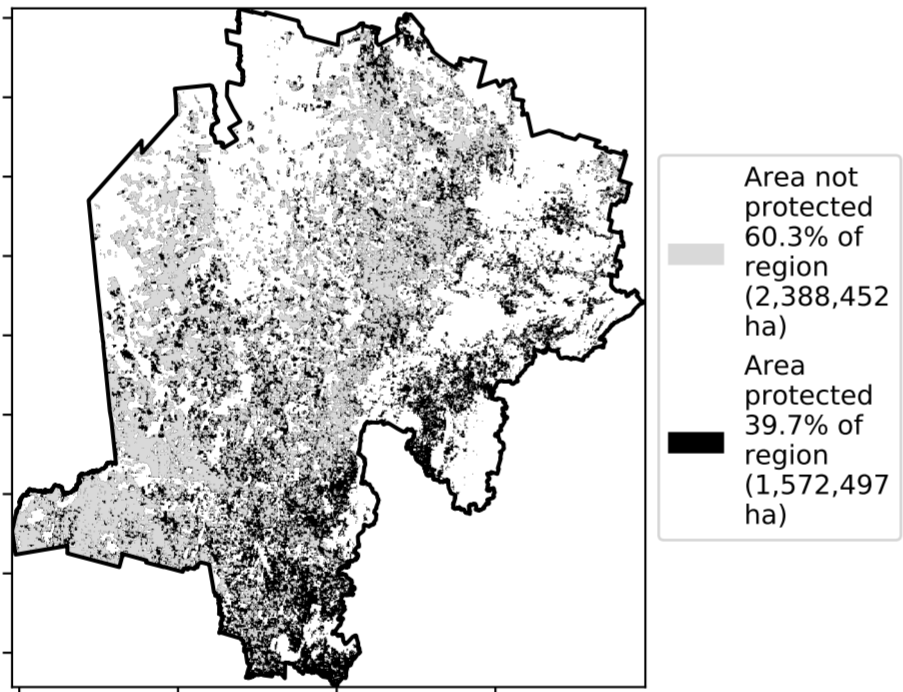 Area not
protected
60.3% of
region
(2,388,452
ha)
Area
protected
39.7% of
region
(1,572,497
ha)